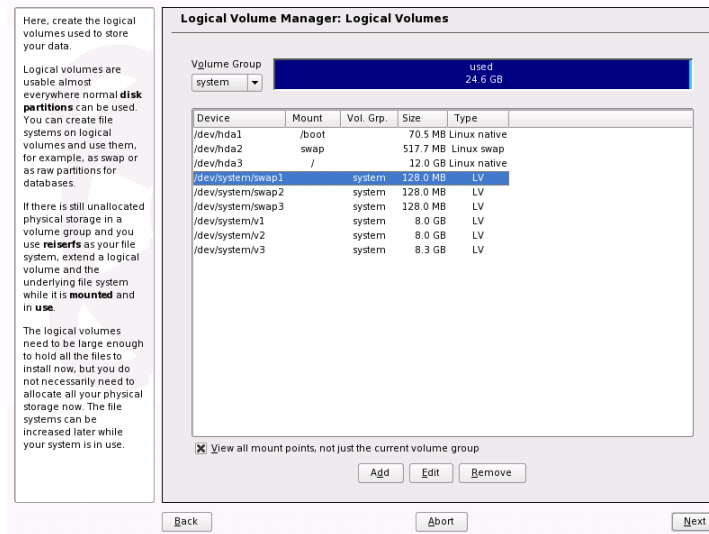 Here, create the logical
volumes used to store
your data.
Logical volumes are
usable almost
everywhere normal disk
partitions can be used.
You can create file
systems on logical
volumes and use them,
for example, as swap or
as raw partitions for
databases.
If there is still unallocated
physical storage in a
volume group and you
use reiserfs as your file
system, extend a logical
volume and the
underlying file system
while it is mounted and
in use.
The logical volumes
need to be large enough
to hold all the files to
install now, but you do
not necessarily need to
allocate all your physical
storage now. The file
systems can be
increased later while
your system is in use.
Logical Volume Manager: Logical Volumes
Volume Group
system
used
24.6 GB
Device Mount Vol. Grp. Size Type
/dev/hda1 /boot 70.5 MB Linux native
/dev/hda2 swap 517.7 MB Linux swap
/dev/hda3 / 12.0 GB Linux native
/dev/system/swap1 system 128.0 MB LV
/dev/system/swap2 system 128.0 MB LV
/dev/system/swap3 system 128.0 MB LV
/dev/system/v1 system 8.0 GB LV
/dev/system/v2 system 8.0 GB LV
/dev/system/v3 system 8.3 GB LV
View all mount points, not just the current volume group
Add Edit Remove
Back Abort Next